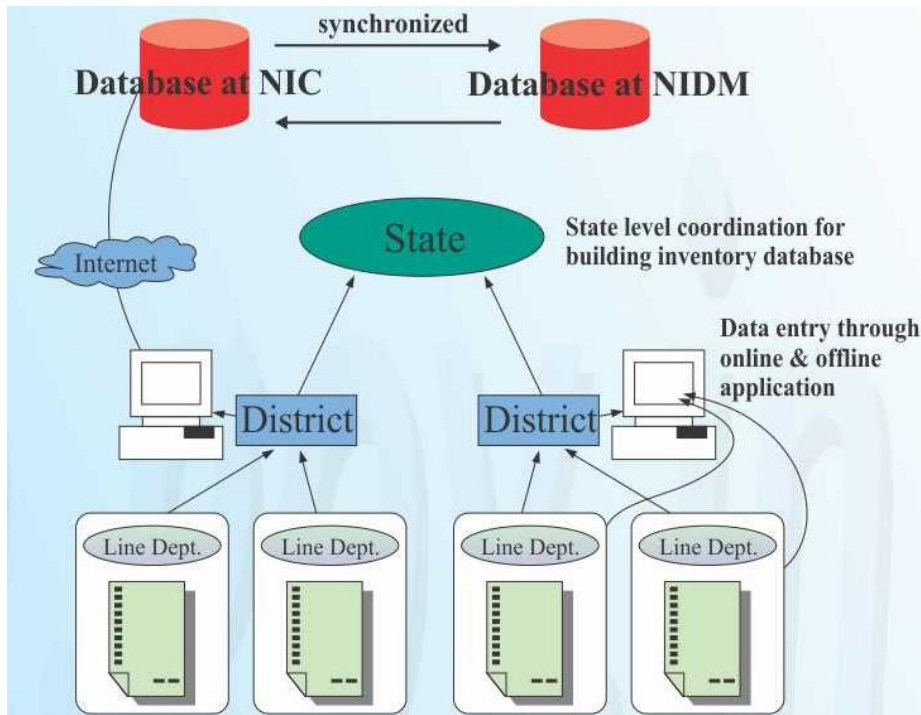 synchronized
Database at NIC
Database at NIDM
State
State level coordination for
building inventory database
Internet
Data entry through
online & offline
application
District
District
Line Dept.
Line Dept.
Line Dept.
Line Dept.